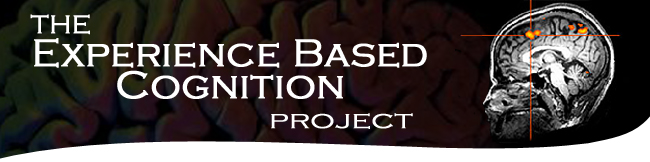 THE
EXPERIENCE BASED
COGNITION
PROJECT